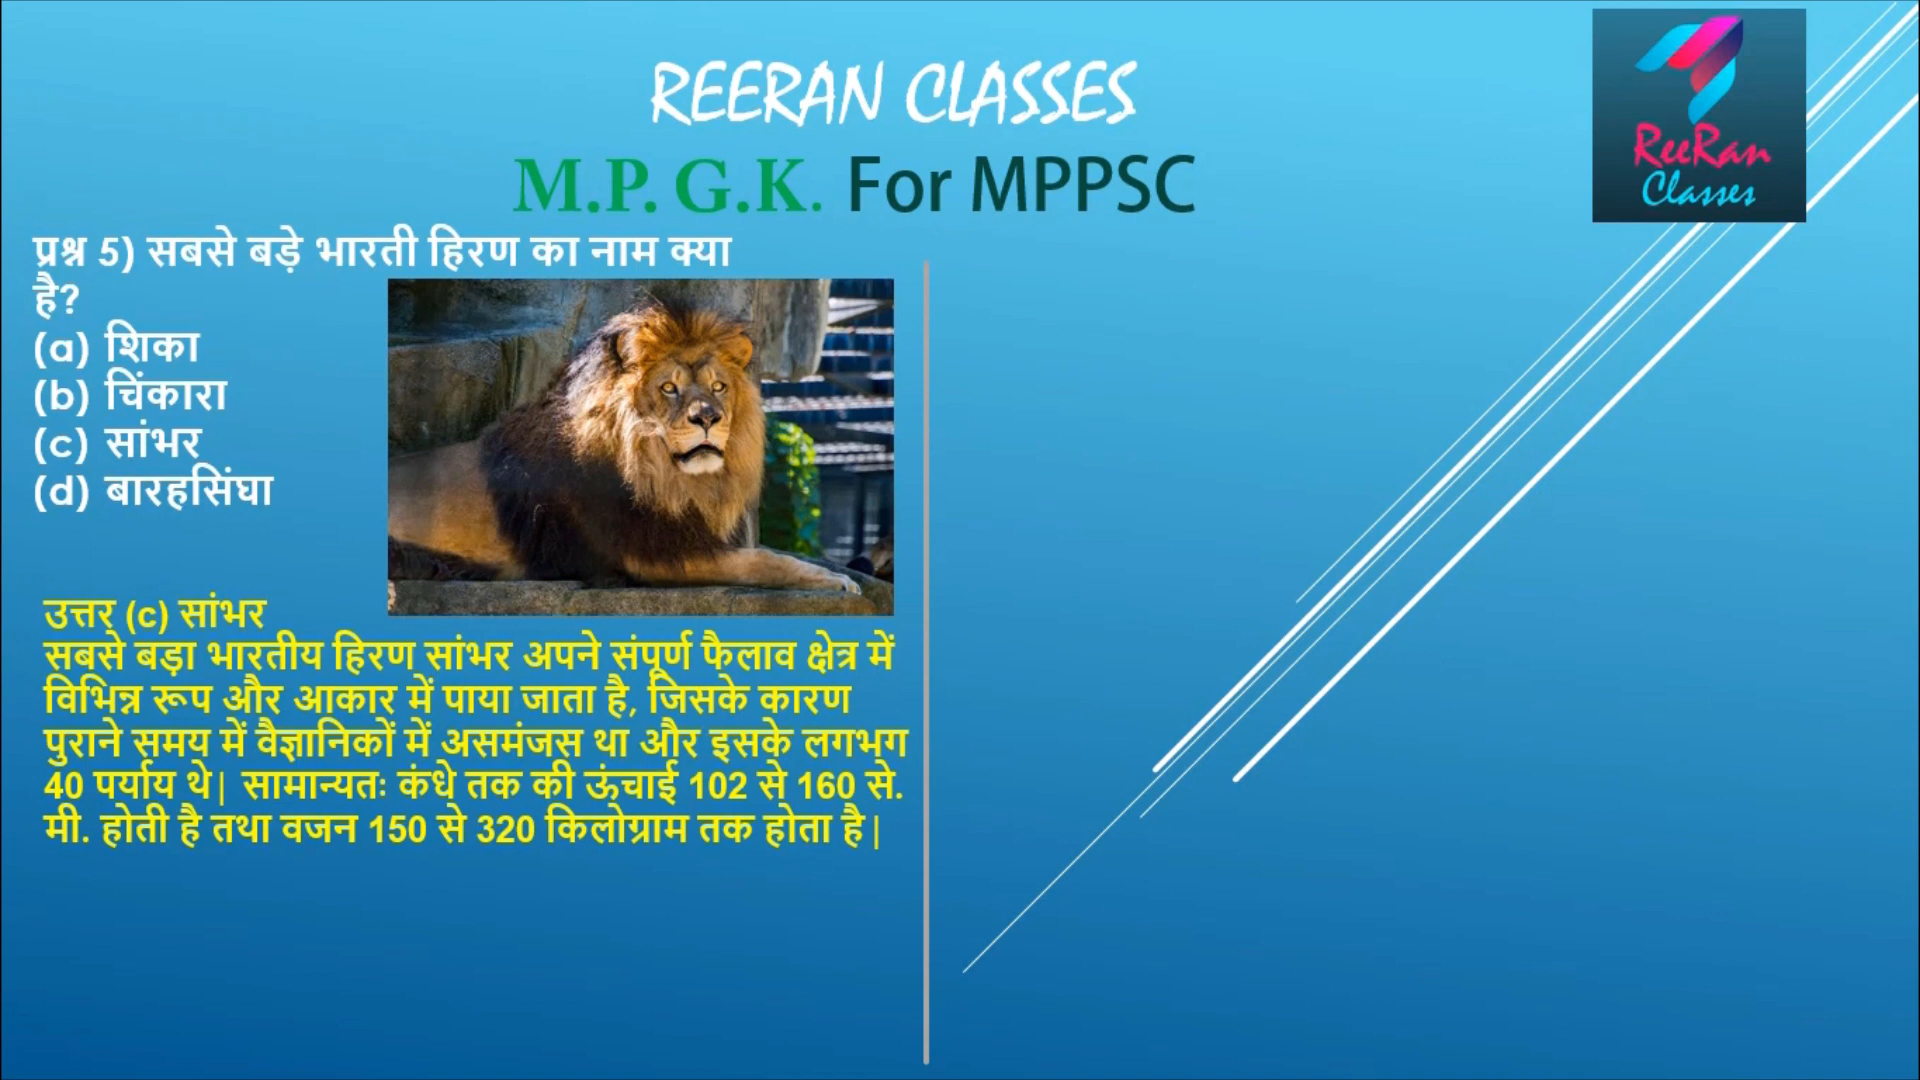 REERAN CLASSES
M.P. G.K. For MPPSC
ReeRan
Classes
प्रश्न 5) सबसे बड़े भारती हिरण का नाम क्या
है?
(a) शिका
(b) चिंकारा
(c) सांभर
(d) बारहसिंघा
उत्तर (c) सांभर
सबसे बड़ा भारतीय हिरण सांभर अपने संपूर्ण फैलाव क्षेत्र में
विभिन्न रूप और आकार में पाया जाता है, जिसके कारण
पुराने समय में वैज्ञानिकों में असमंजस था और इसके लगभग
40 पर्याय थे| सामान्यतः कंधे तक की ऊंचाई 102 से 160 से.
मी. होती है तथा वजन 150 से 320 किलोग्राम तक होता है|